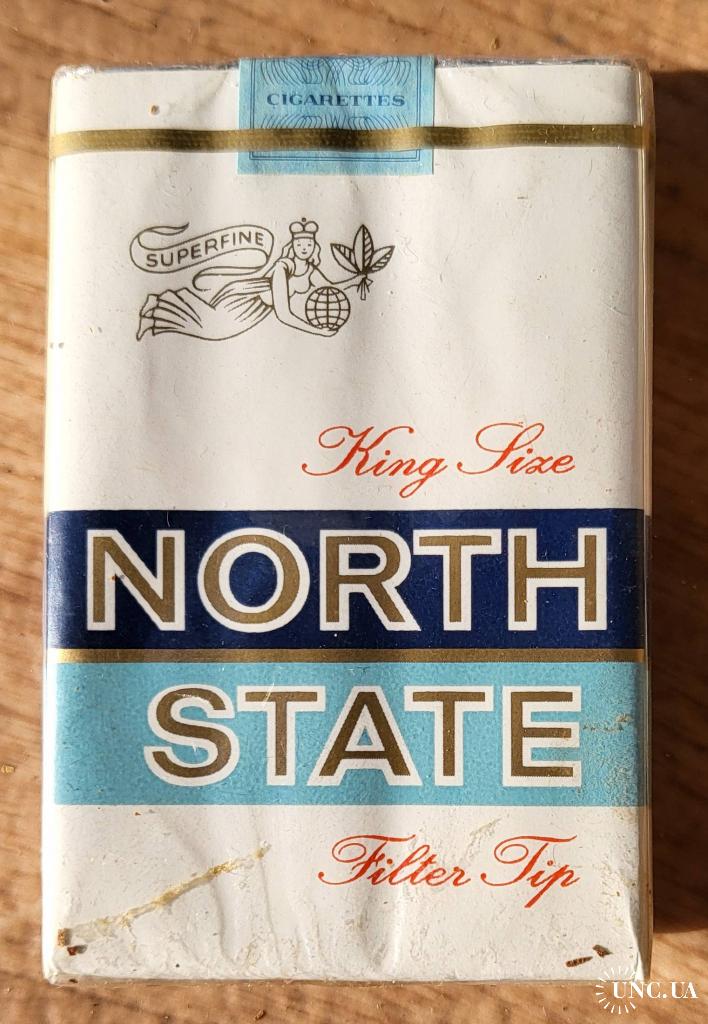 CIGARETTES
SUPERFINE
King Size
NORTH
STATE
Filter Tip
UNC.UA